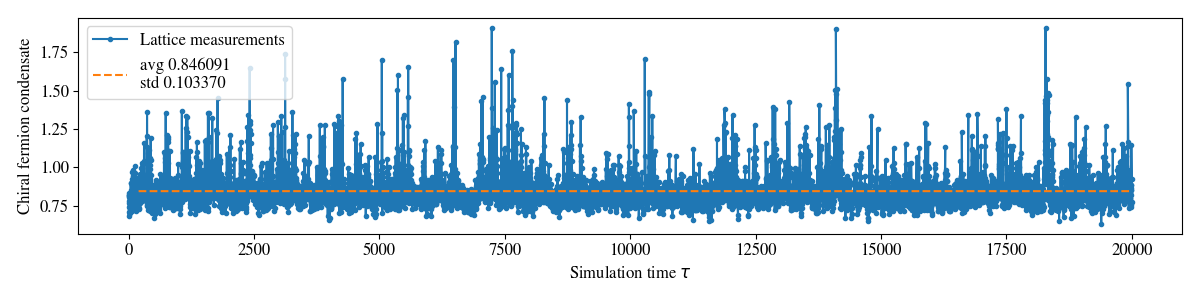 Chiral fermion condensate
1.75
1.50
1.25
1.00
0.75
Lattice measurements
avg 0.846091
std 0.103370
0
2500
5000
7500
10000
12500
15000
17500
20000
Simulation time τ